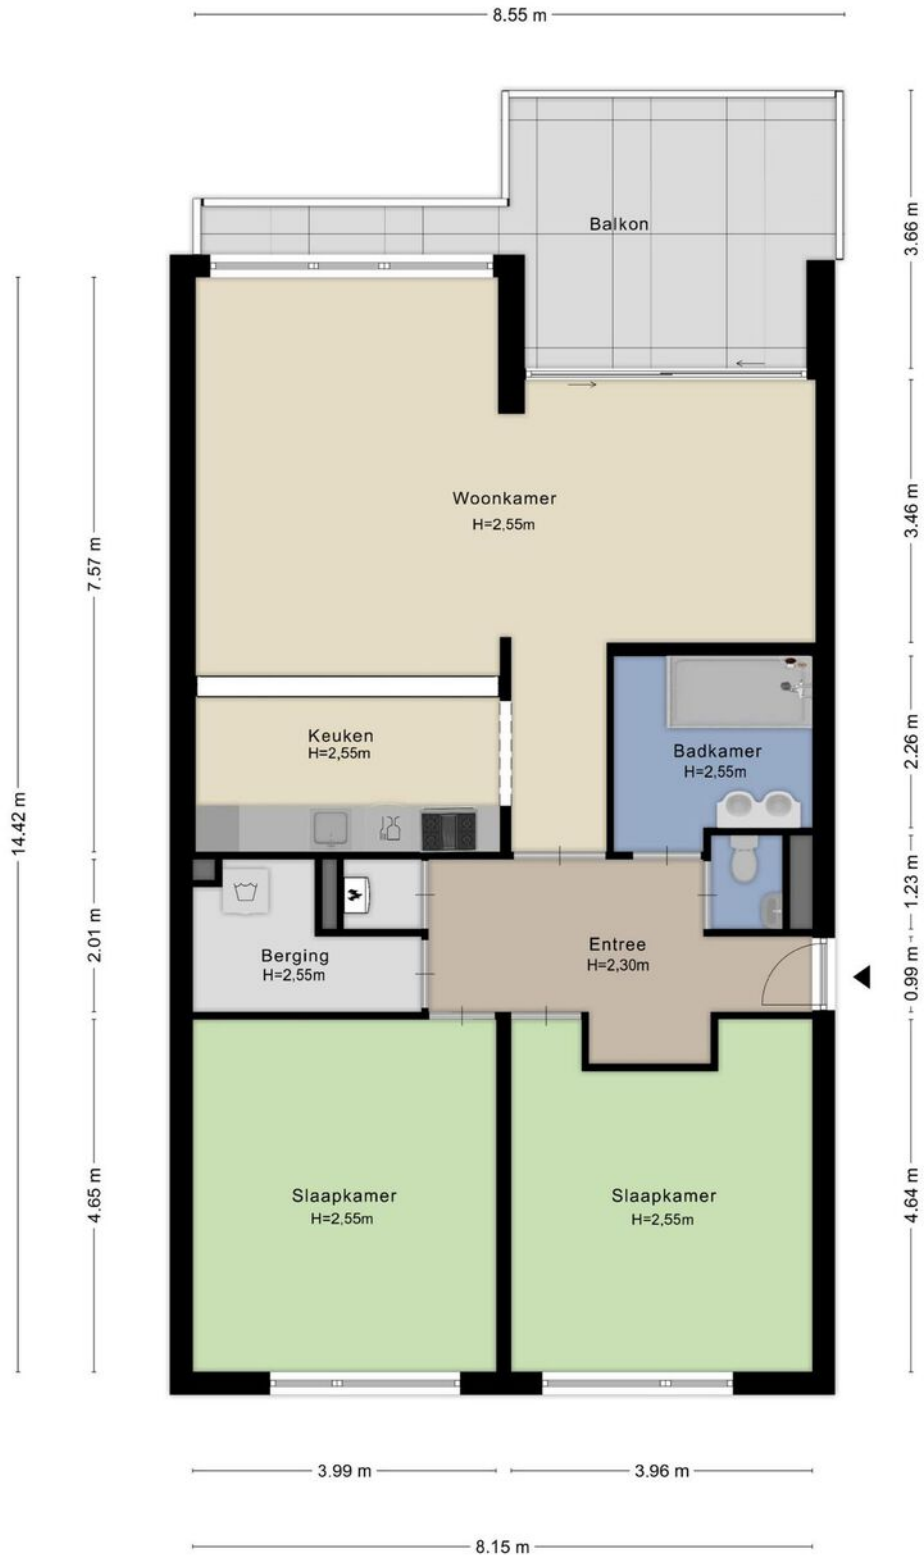 8.55 m
Balkon
3.66 m
Woonkamer
H=2,55m
3.46 m
7.57 m
14.42 m
Keuken
H=2,55m
Badkamer
H=2,55m
2.26 m
1.23 m
2.01 m
Berging
H=2,55m
Entree
H=2,30m
0.99 m
Slaapkamer
H=2,55m
Slaapkamer
H=2,55m
4.65 m
4.64 m
3.99 m
3.96 m
8.15 m